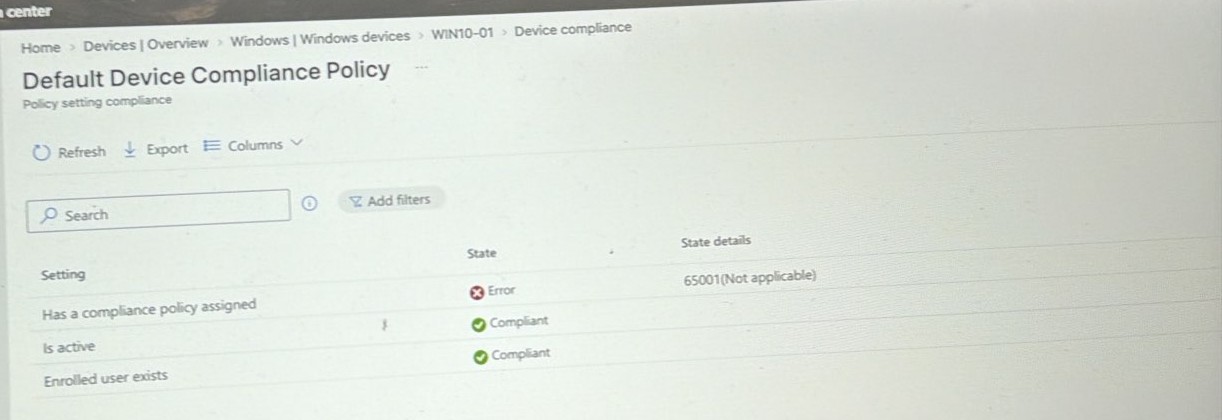 center
Home > Devices | Overview > Windows | Windows devices > WIN10-01 > Device compliance
Default Device Compliance Policy ...
Policy setting compliance
Refresh Export Columns
Search Add filters
Setting State State details
Has a compliance policy assigned Error 65001(Not applicable)
Is active Compliant
Enrolled user exists Compliant